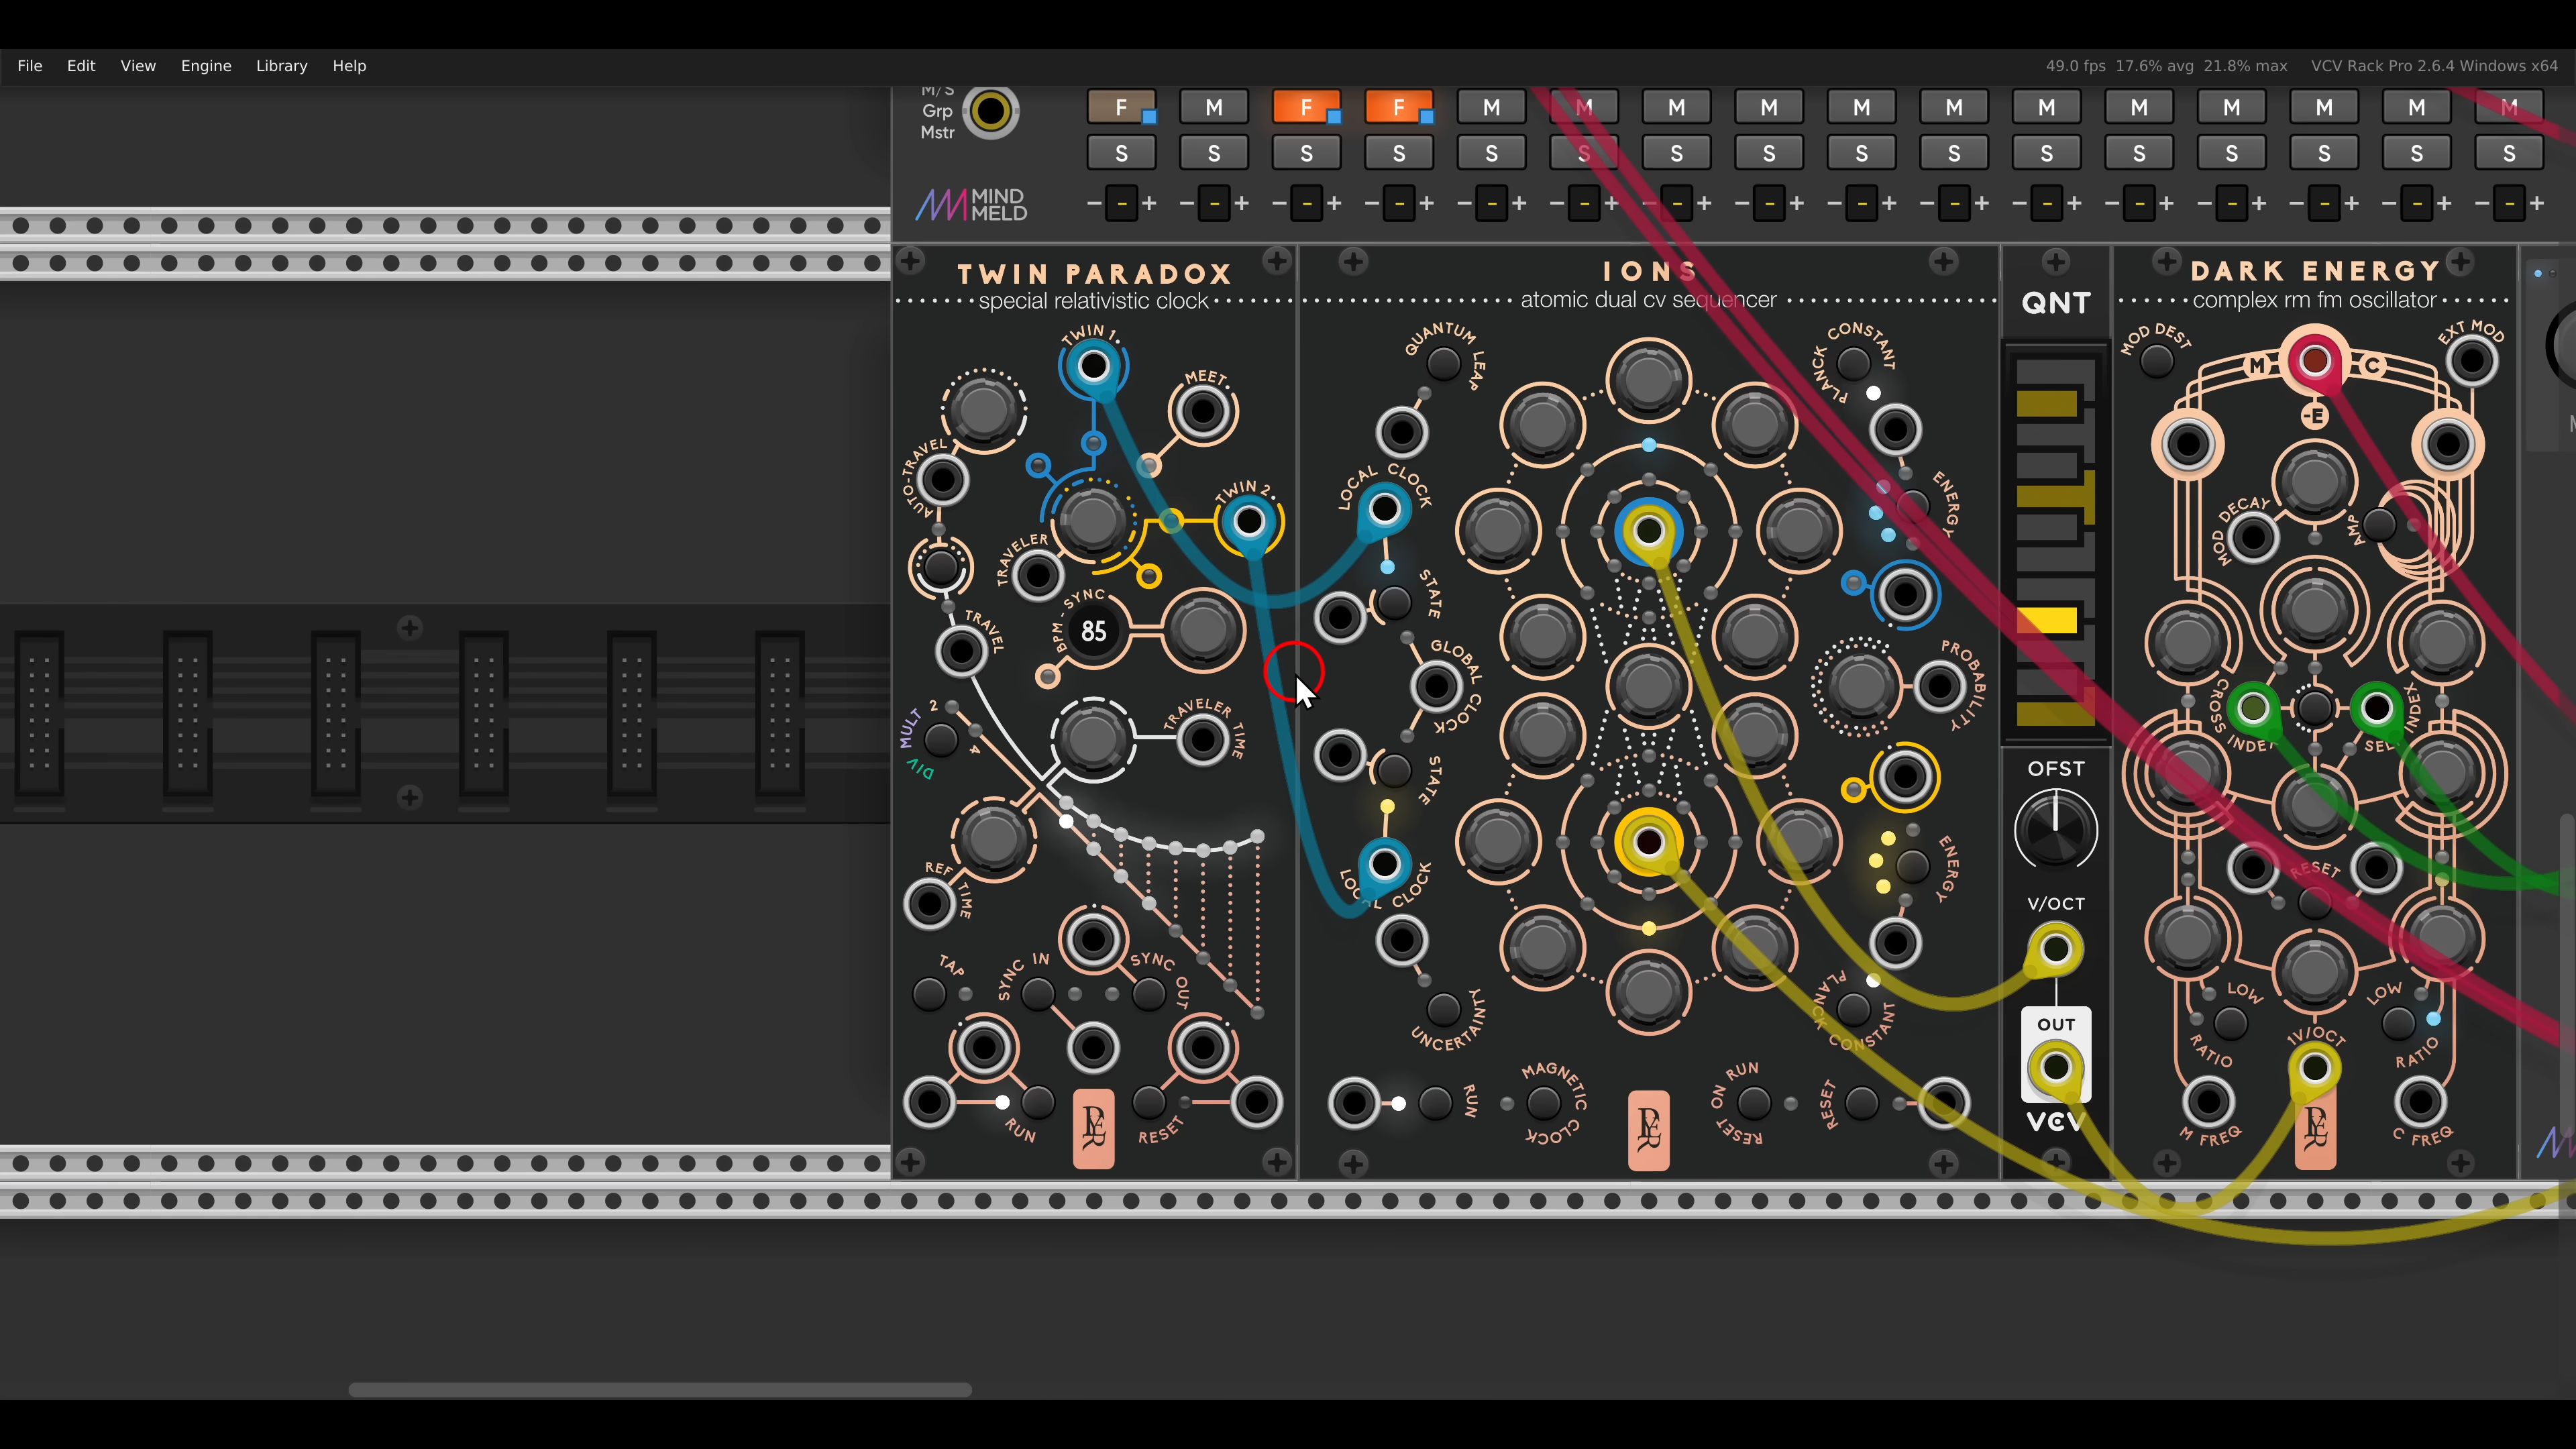 File Edit View Engine Library Help
49.0 fps 17.6% avg 21.8% max VCV Rack Pro 2.6.4 Windows x64
M/S
Grp
Mstr
F M F F M M M M M M M M M M M M
S S S S S S S S S S S S S S S S
MIND
MELD
- - + - - + - - + - - + - - + - - + - - + - - + - - + - - + - - + - - + - - + - - + - - + - - +
TWIN PARADOX
special relativistic clock
TWIN 1
MEET
AUTO-TRAVEL
TWIN 2
TRAVELER
BPM - SYNC
85
TRAVEL
MULT
DIV
2
4
TRAVELER TIME
REF TIME
TAP
SYNC IN
SYNC OUT
RUN
RESET
IONS
atomic dual cv sequencer
QUANTUM LEAP
PLANCK CONSTANT
LOCAL CLOCK
ENERGY
STATE
GLOBAL CLOCK
PROBABILITY
STATE
LOCAL CLOCK
ENERGY
UNCERTAINTY
PLANCK CONSTANT
RUN
MAGNETIC CLOCK
RESET ON RUN
RESET
QNT
OFST
V/OCT
OUT
VCV
DARK ENERGY
complex rm fm oscillator
MOD DEST
EXT MOD
M
C
-E
MOD DECAY
AMP
CROSS INDEX
SELF INDEX
RESET
LOW
LOW
RATIO
1V/OCT
RATIO
M FREQ
C FREQ